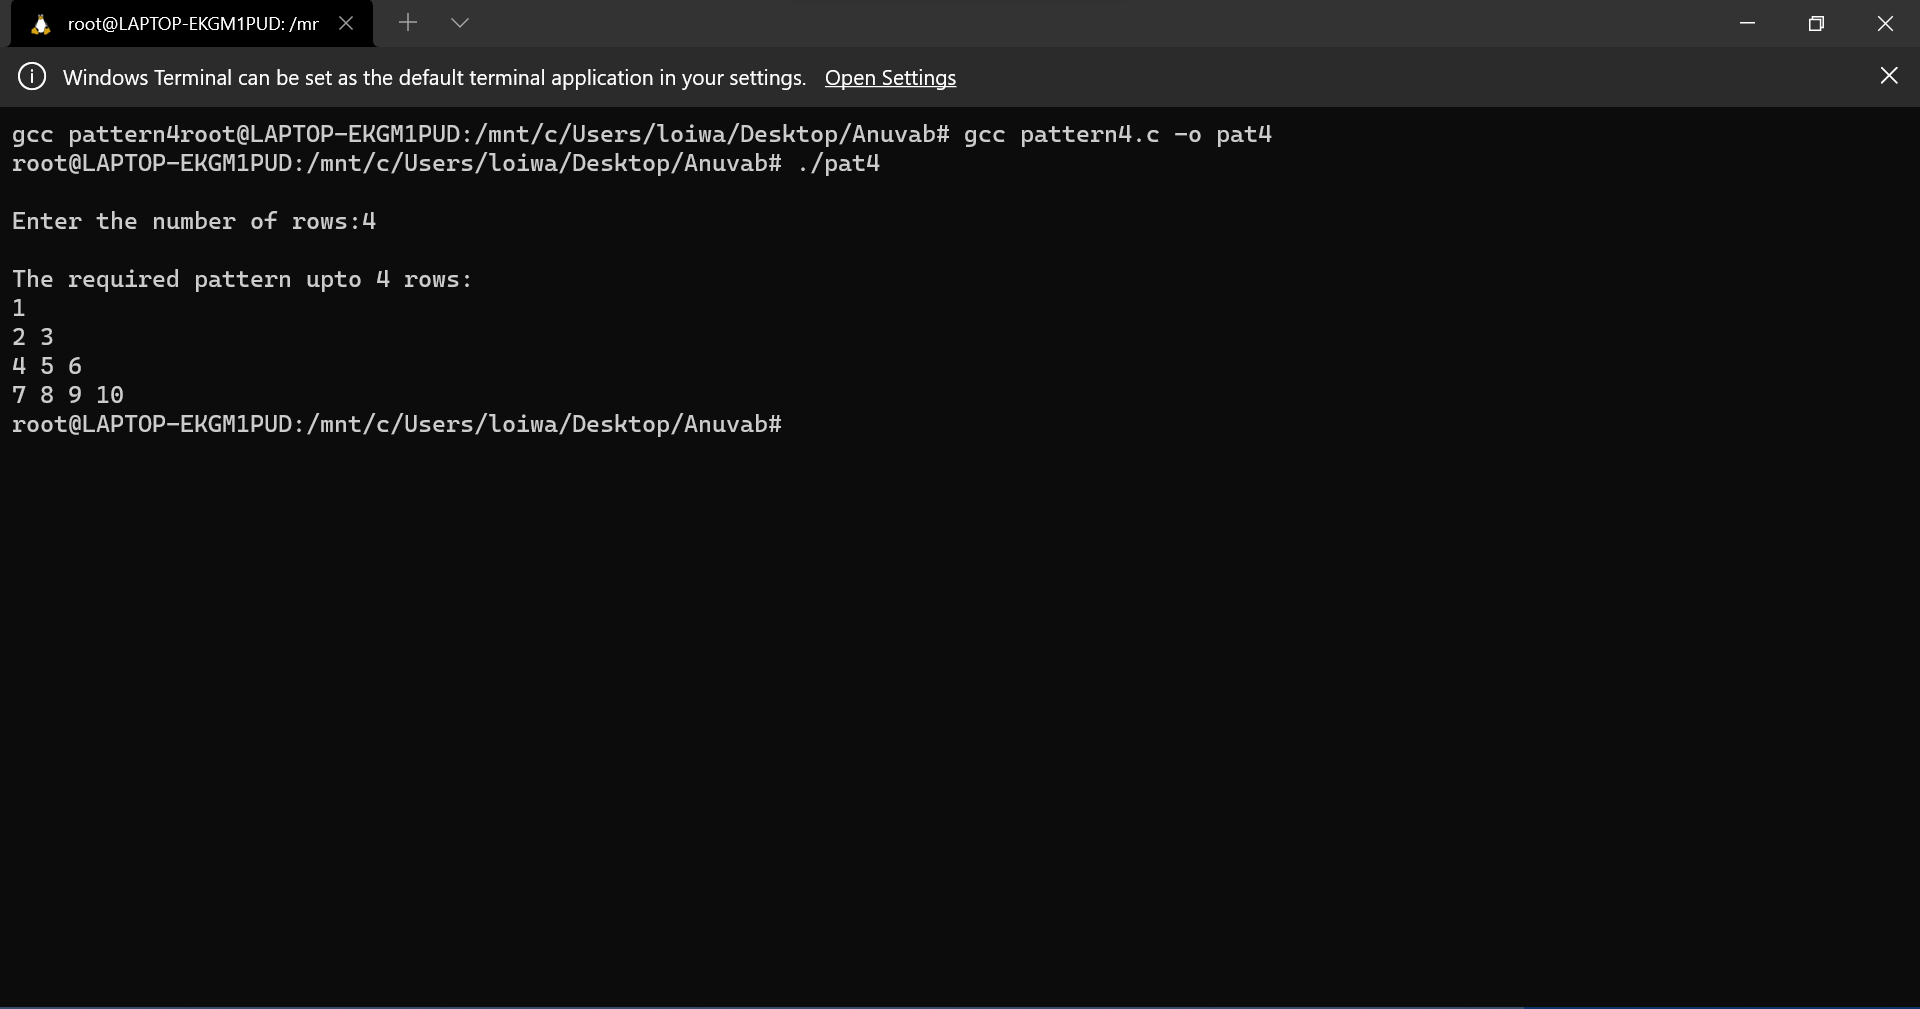 root@LAPTOP-EKGM1PUD: /mr
Windows Terminal can be set as the default terminal application in your settings. Open Settings
gcc pattern4root@LAPTOP-EKGM1PUD:/mnt/c/Users/loiwa/Desktop/Anuvab# gcc pattern4.c -o pat4
root@LAPTOP-EKGM1PUD:/mnt/c/Users/loiwa/Desktop/Anuvab# ./pat4
Enter the number of rows:4
The required pattern upto 4 rows:
1
2 3
4 5 6
7 8 9 10
root@LAPTOP-EKGM1PUD:/mnt/c/Users/loiwa/Desktop/Anuvab#